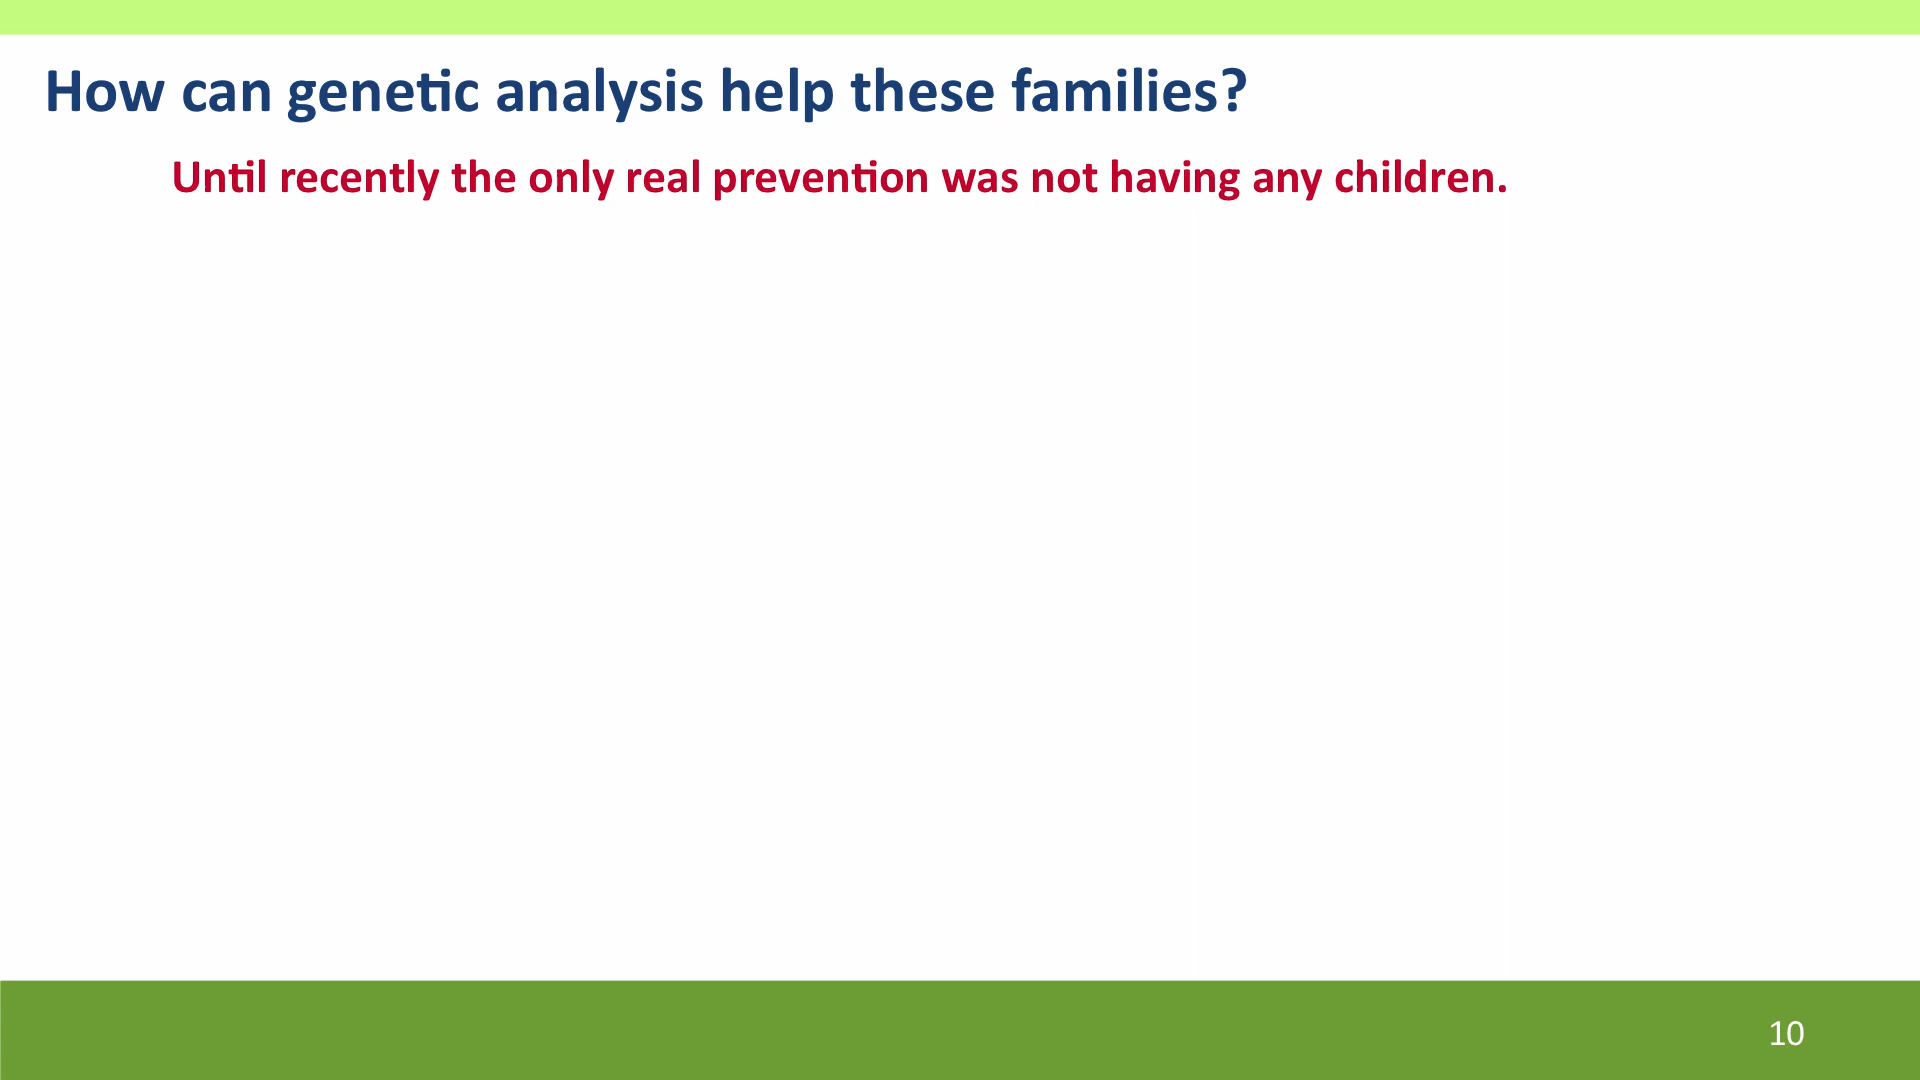 How can genetic analysis help these families?
Until recently the only real prevention was not having any children.
10